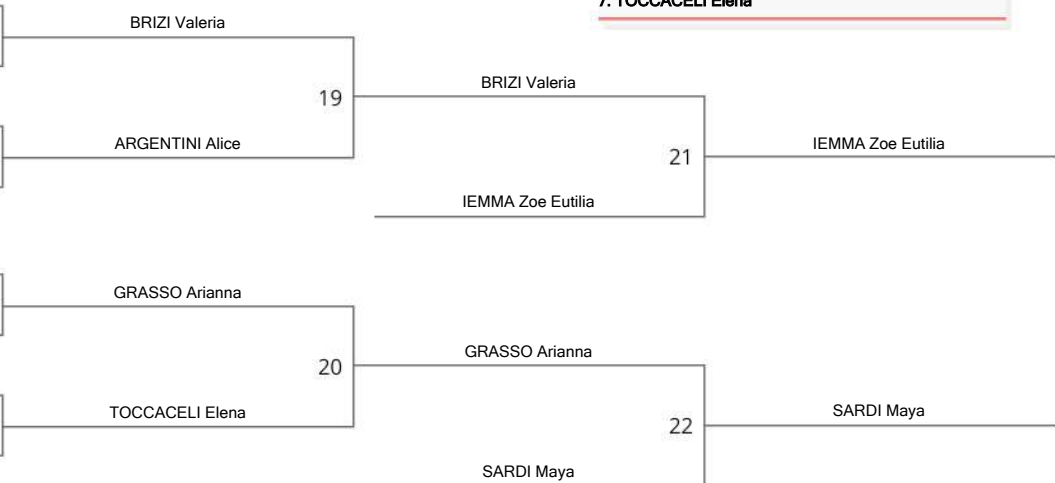 7. TOCCACELI Elena
BRIZI Valeria
19
BRIZI Valeria
ARGENTINI Alice
21
IEMMA Zoe Eutilia
IEMMA Zoe Eutilia
GRASSO Arianna
20
GRASSO Arianna
TOCCACELI Elena
22
SARDI Maya
SARDI Maya